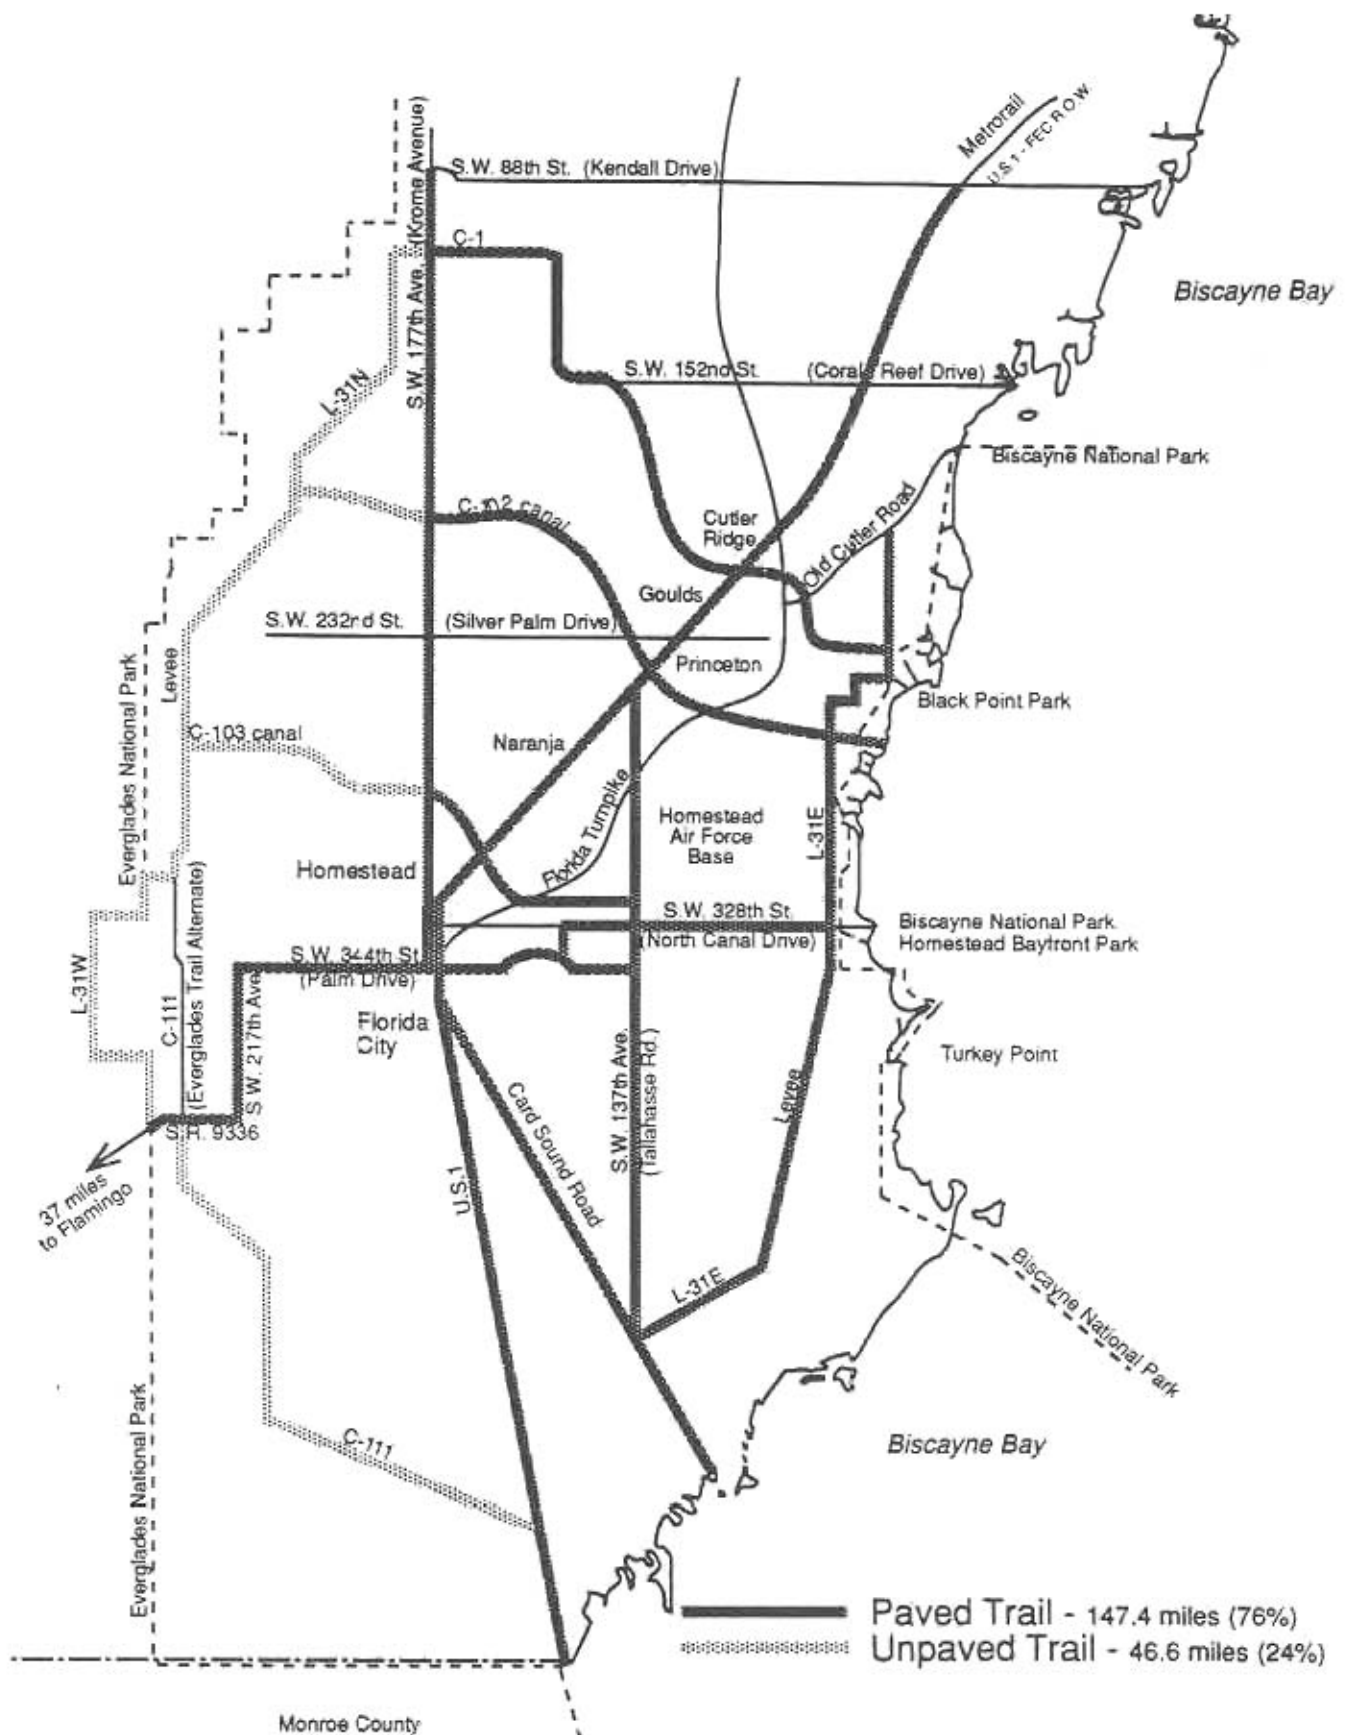 Metrorail
U.S.1 - FEC R.O.W.
(Krome Avenue)
S.W. 88th St. (Kendall Drive)
C-1
S.W. 177th Ave.
Biscayne Bay
L-31N
S.W. 152nd St.
(Coral Reef Drive)
Biscayne National Park
C-102 canal
Cutler
Ridge
Old Cutler Road
Goulds
S.W. 232nd St.
(Silver Palm Drive)
Princeton
Everglades National Park
Levee
Black Point Park
C-103 canal
Naranja
Florida Turnpike
Homestead
Air Force
Base
L-31E
Homestead
S.W. 328th St.
(North Canal Drive)
Biscayne National Park
Homestead Bayfront Park
S.W. 344th St.
(Palm Drive)
L-31W
C-111
(Everglades Trail Alternate)
S.W. 217th Ave.
Florida
City
Turkey Point
S.W. 137th Ave.
(Tallahasse Rd.)
Card Sound Road
Levee
S.R. 9336
U.S.1
37 miles
to Flamingo
L-31E
Biscayne National Park
C-111
Biscayne Bay
Everglades National Park
Paved Trail - 147.4 miles (76%)
Unpaved Trail - 46.6 miles (24%)
Monroe County